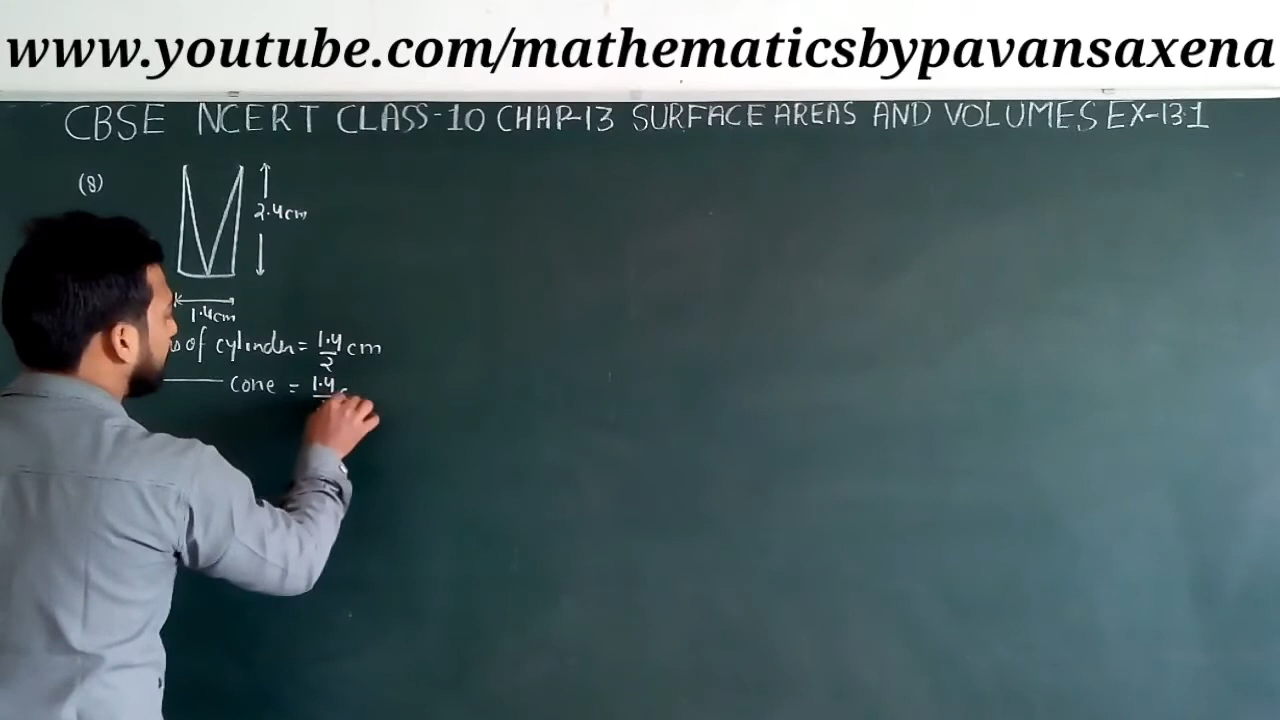 www.youtube.com/mathematicsbypavansaxena
CBSE NCERT CLASS-10 CHAP-13 SURFACE AREAS AND VOLUMES EX-13.1
(8)
2.4cm
1.4cm
of cylinder = 1.4/2 cm
cone = 1.4